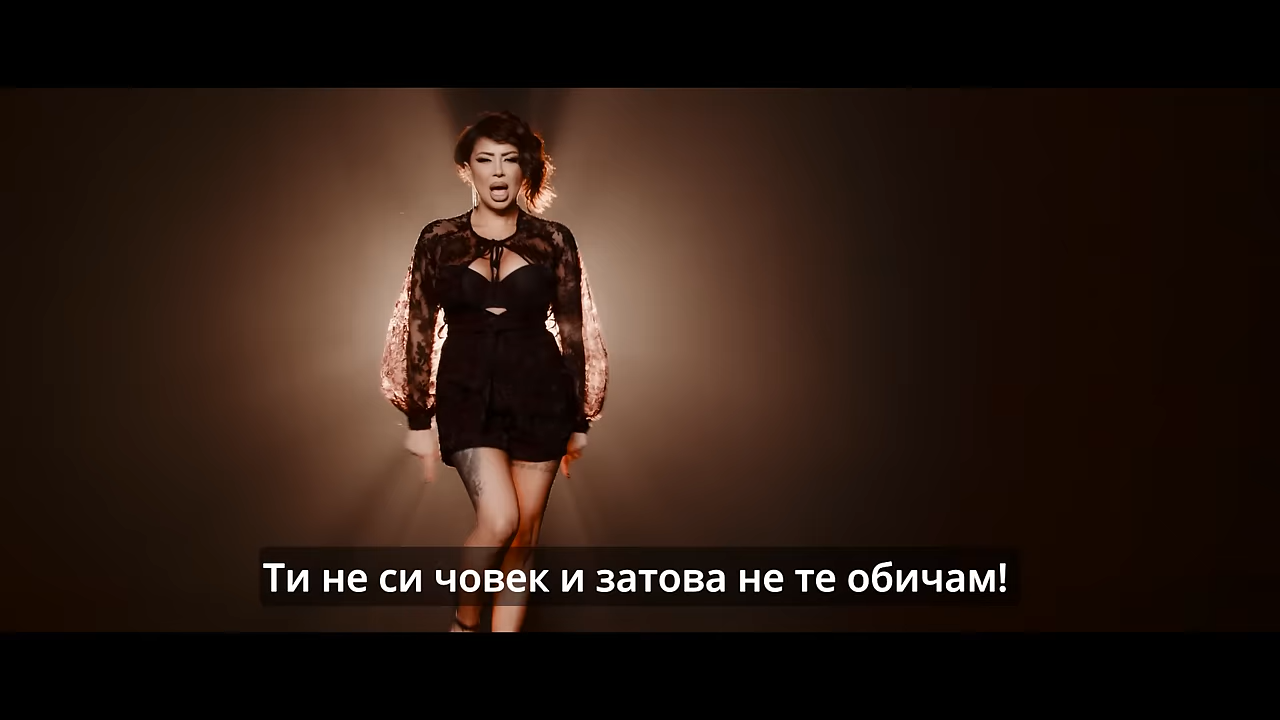 Ти не си човек и затова не те обичам!